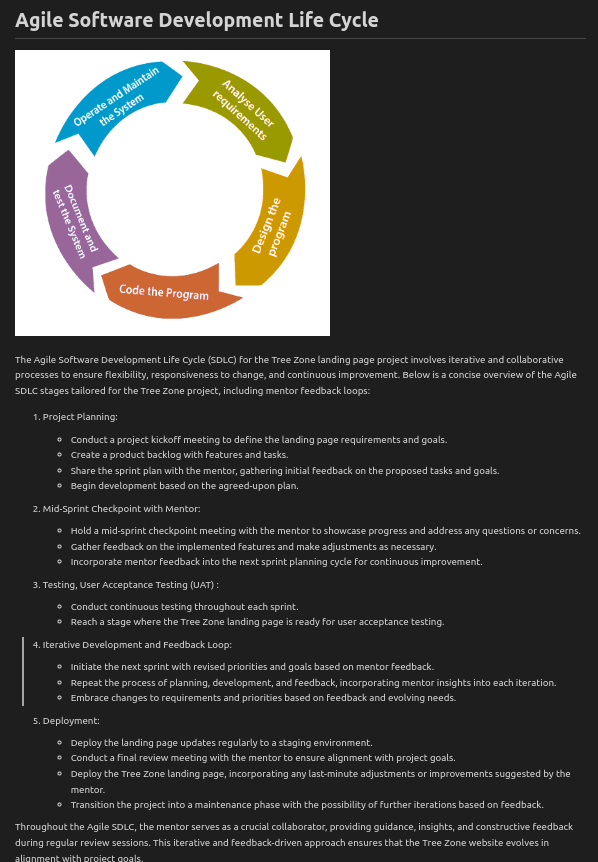 Agile Software Development Life Cycle
Operate and Maintain
the System
Analyse User
requirements
Design the
program
Code the Program
Document and
test the System
The Agile Software Development Life Cycle (SDLC) for the Tree Zone landing page project involves iterative and collaborative
processes to ensure flexibility, responsiveness to change, and continuous improvement. Below is a concise overview of the Agile
SDLC stages tailored for the Tree Zone project, including mentor feedback loops:
1. Project Planning:
◦ Conduct a project kickoff meeting to define the landing page requirements and goals.
◦ Create a product backlog with features and tasks.
◦ Share the sprint plan with the mentor, gathering initial feedback on the proposed tasks and goals.
◦ Begin development based on the agreed-upon plan.
2. Mid-Sprint Checkpoint with Mentor:
◦ Hold a mid-sprint checkpoint meeting with the mentor to showcase progress and address any questions or concerns.
◦ Gather feedback on the implemented features and make adjustments as necessary.
◦ Incorporate mentor feedback into the next sprint planning cycle for continuous improvement.
3. Testing, User Acceptance Testing (UAT) :
◦ Conduct continuous testing throughout each sprint.
◦ Reach a stage where the Tree Zone landing page is ready for user acceptance testing.
4. Iterative Development and Feedback Loop:
◦ Initiate the next sprint with revised priorities and goals based on mentor feedback.
◦ Repeat the process of planning, development, and feedback, incorporating mentor insights into each iteration.
◦ Embrace changes to requirements and priorities based on feedback and evolving needs.
5. Deployment:
◦ Deploy the landing page updates regularly to a staging environment.
◦ Conduct a final review meeting with the mentor to ensure alignment with project goals.
◦ Deploy the Tree Zone landing page, incorporating any last-minute adjustments or improvements suggested by the
mentor.
◦ Transition the project into a maintenance phase with the possibility of further iterations based on feedback.
Throughout the Agile SDLC, the mentor serves as a crucial collaborator, providing guidance, insights, and constructive feedback
during regular review sessions. This iterative and feedback-driven approach ensures that the Tree Zone website evolves in
alignment with project goals.